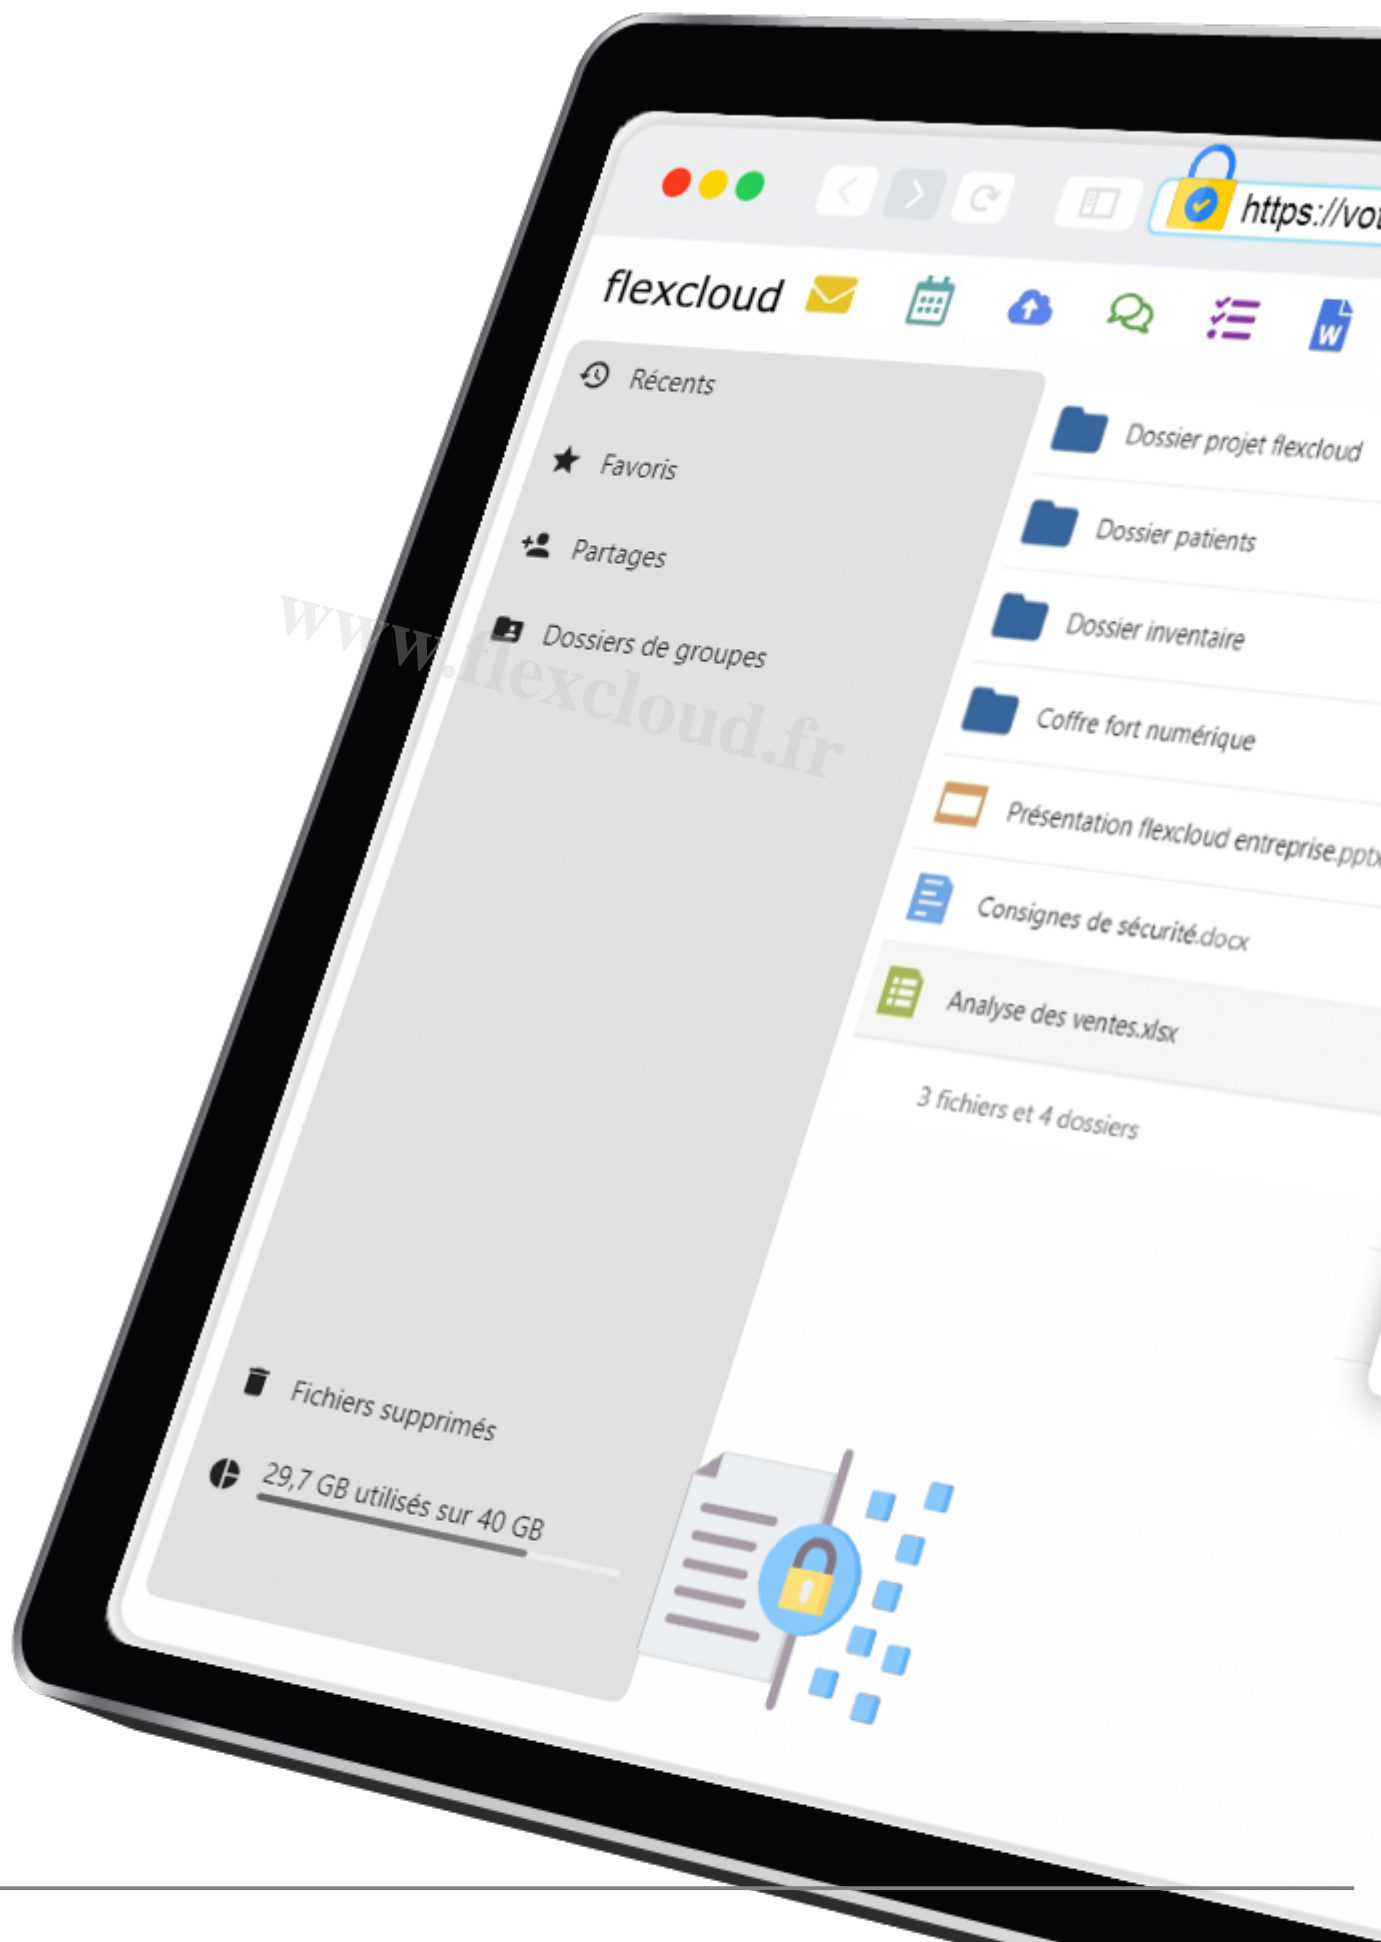 https://vot
flexcloud
W
Récents
Favoris
Partages
Dossiers de groupes
www.flexcloud.fr
Dossier projet flexcloud
Dossier patients
Dossier inventaire
Coffre fort numérique
Présentation flexcloud entreprise.pptx
Consignes de sécurité.docx
Analyse des ventes.xlsx
3 fichiers et 4 dossiers
Fichiers supprimés
29,7 GB utilisés sur 40 GB